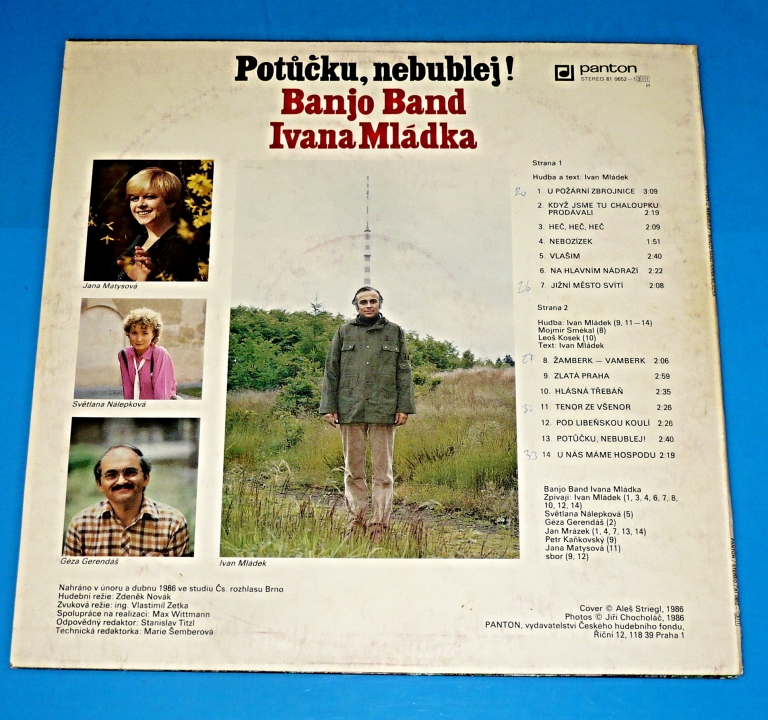 Potůčku, nebublej!
Banjo Band
Ivana Mládka
panton
STEREO 81 0652-1
Jana Matysová
Světlana Nálepková
Géza Gerendáš
Ivan Mládek
Strana 1
Hudba a text: Ivan Mládek
1. U POŽÁRNÍ ZBROJNICE 3:09
2. KDYŽ JSME TU CHALOUPKU
PRODÁVALI 2:19
3. HEČ, HEČ, HEČ 2:09
4. NEBOZÍZEK 1:51
5. VLAŠIM 2:40
6. NA HLAVNÍM NÁDRAŽÍ 2:22
26 7. JIŽNÍ MĚSTO SVÍTÍ 2:08
Strana 2
Hudba: Ivan Mládek (9, 11—14)
Mojmír Smékal (8)
Leoš Kosek (10)
Text: Ivan Mládek
27 8. ŽAMBERK — VAMBERK 2:06
9. ZLATÁ PRAHA 2:59
10. HLÁSNÁ TŘEBÁŇ 2:35
11. TENOR ZE VŠENOR 2:26
12. POD LIBEŇSKOU KOULÍ 2:26
13. POTŮČKU, NEBUBLEJ! 2:40
33 14. U NÁS MÁME HOSPODU 2:19
Banjo Band Ivana Mládka
Zpívají: Ivan Mládek (1, 3, 4, 6, 7, 8,
10, 12, 14)
Světlana Nálepková (5)
Géza Gerendáš (2)
Jan Mrázek (1, 4, 7, 13, 14)
Petr Kaňkovský (9)
Jana Matysová (11)
sbor (9, 12)
Nahráno v únoru a dubnu 1986 ve studiu Čs. rozhlasu Brno
Hudební režie: Zdeněk Novák
Zvuková režie: ing. Vlastimil Zetka
Spolupráce na realizaci: Max Wittmann
Odpovědný redaktor: Stanislav Titzl
Technická redaktorka: Marie Šemberová
Cover © Aleš Striegl, 1986
Photos © Jiří Chocholáč, 1986
PANTON, vydavatelství Českého hudebního fondu,
Říční 12, 118 39 Praha 1